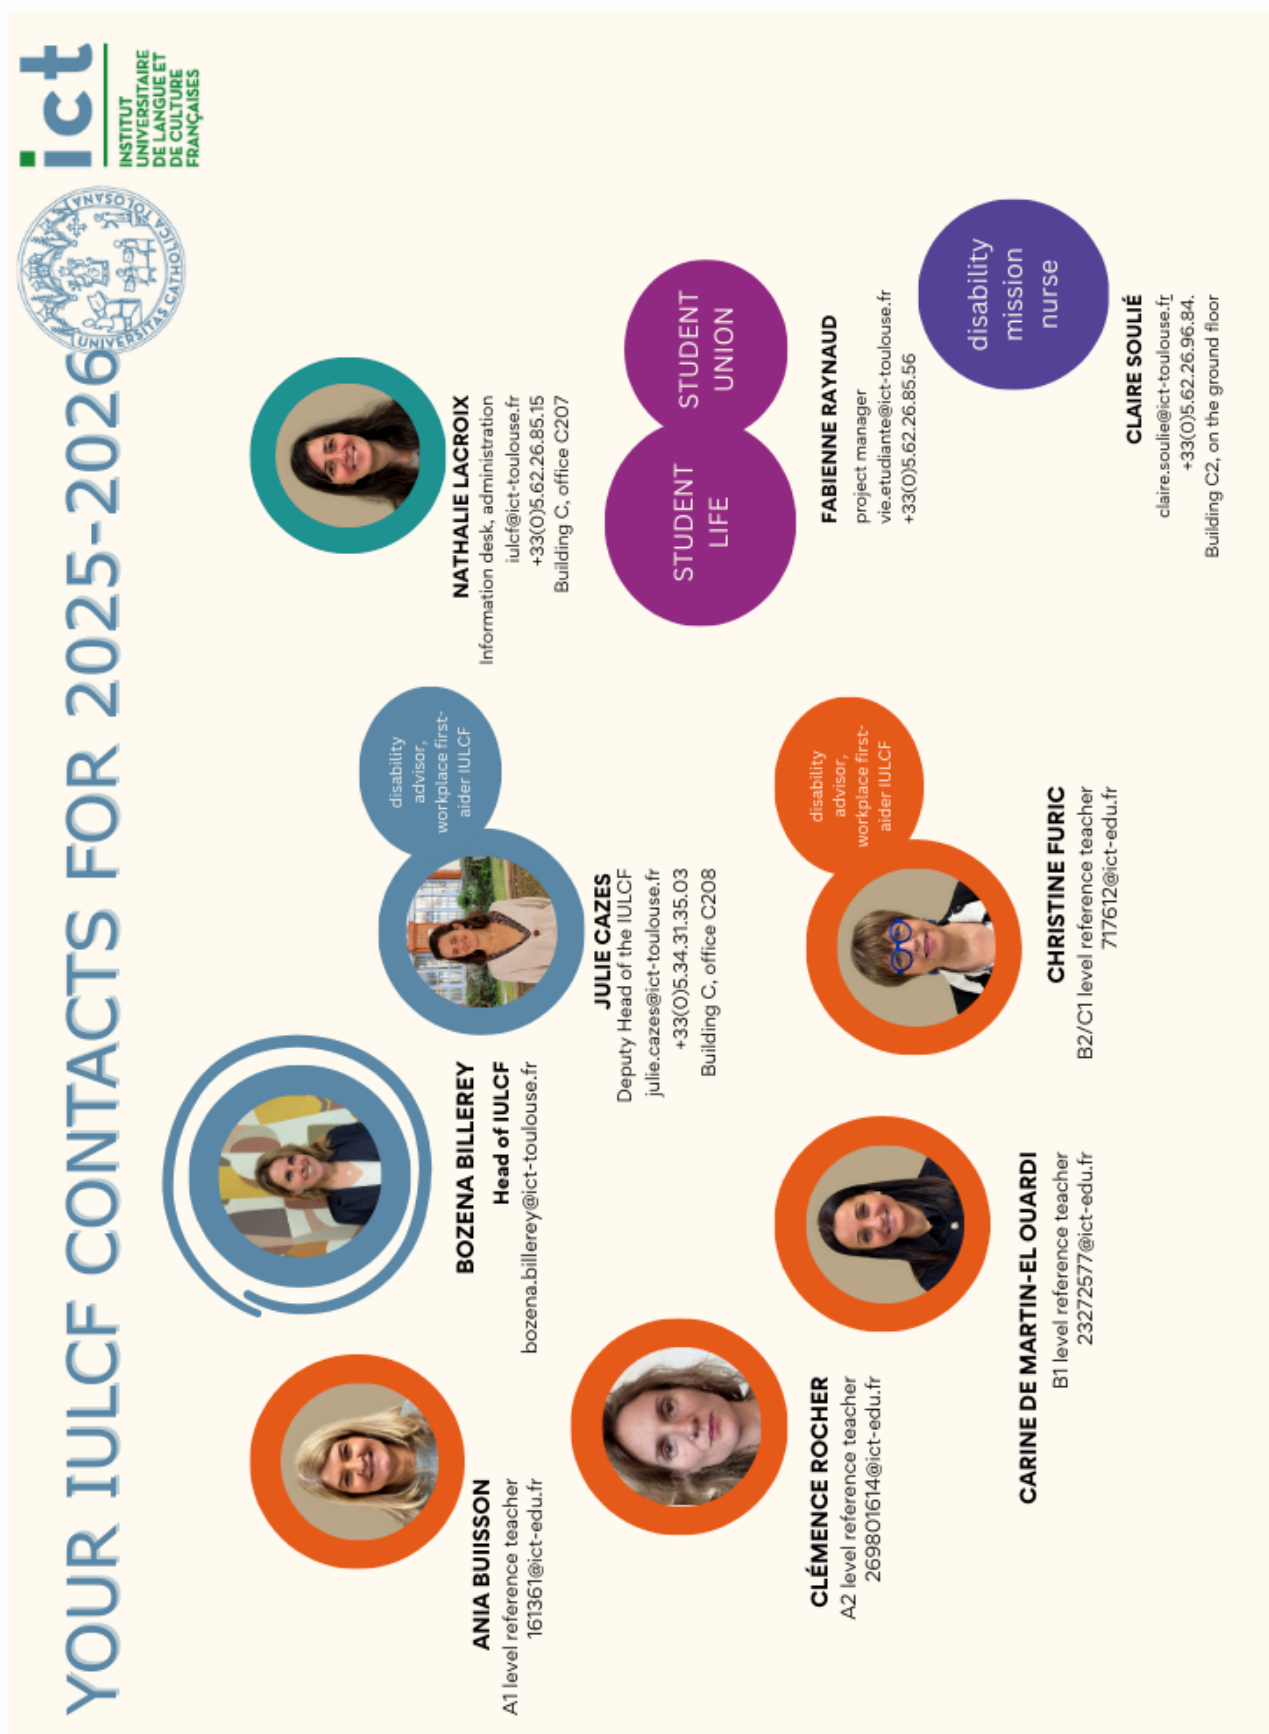 YOUR IULCF CONTACTS FOR 2025-2026
UNIVERSITAS CATHOLICA TOLOSANA
ict
INSTITUT
UNIVERSITAIRE
DE LANGUE ET
DE CULTURE
FRANÇAISES
ANIA BUIISSON
A1 level reference teacher
161361@ict-edu.fr
BOZENA BILLEREY
Head of IULCF
bozena.billerey@ict-toulouse.fr
disability
advisor,
workplace first-
aider IULCF
JULIE CAZES
Deputy Head of the IULCF
julie.cazes@ict-toulouse.fr
+33(0)5.34.31.35.03
Building C, office C208
NATHALIE LACROIX
Information desk, administration
iulcf@ict-toulouse.fr
+33(0)5.62.26.85.15
Building C, office C207
CLÉMENCE ROCHER
A2 level reference teacher
269801614@ict-edu.fr
CARINE DE MARTIN-EL OUARDI
B1 level reference teacher
23272577@ict-edu.fr
disability
advisor,
workplace first-
aider IULCF
CHRISTINE FURIC
B2/C1 level reference teacher
717612@ict-edu.fr
STUDENT
LIFE
STUDENT
UNION
FABIENNE RAYNAUD
project manager
vie.etudiante@ict-toulouse.fr
+33(0)5.62.26.85.56
disability
mission
nurse
CLAIRE SOULIÉ
claire.soulie@ict-toulouse.fr
+33(0)5.62.26.96.84.
Building C2, on the ground floor